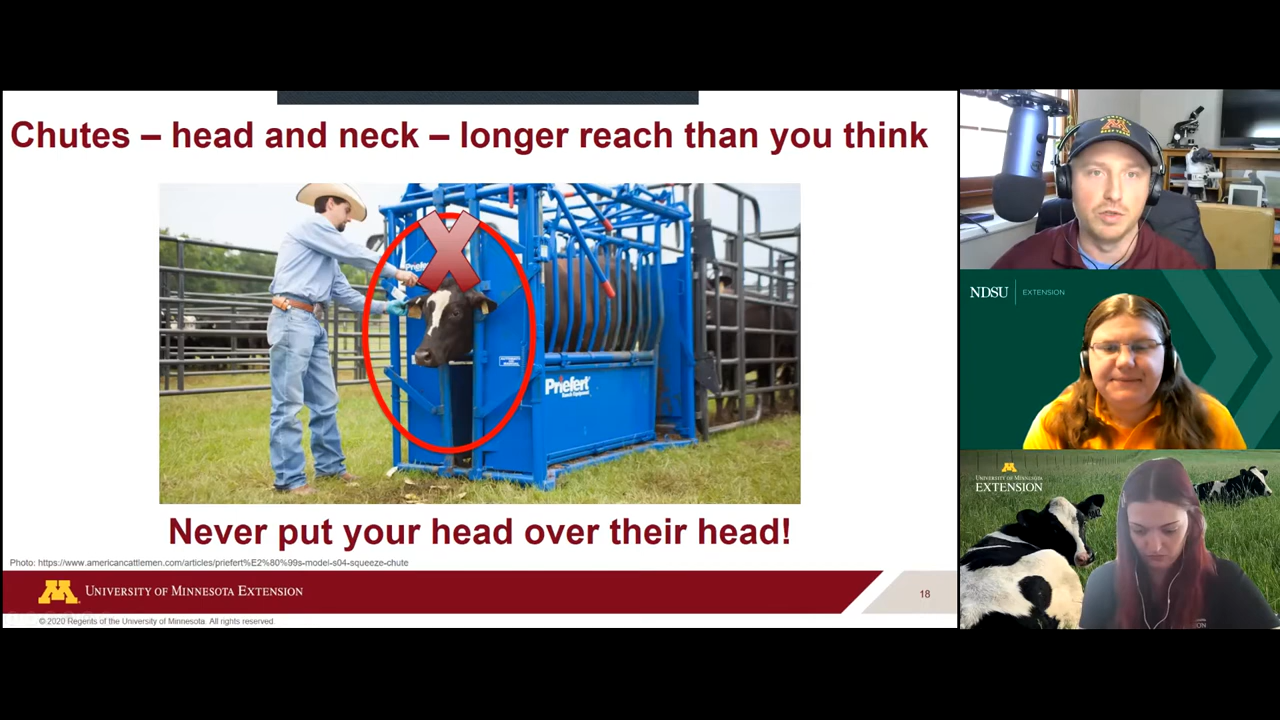 Chutes – head and neck – longer reach than you think
Priefert
Priefert
Never put your head over their head!
Photo: https://www.americancattlemen.com/articles/priefert%E2%80%99s-model-s04-squeeze-chute
UNIVERSITY OF MINNESOTA EXTENSION
18
© 2020 Regents of the University of Minnesota. All rights reserved.
NDSU EXTENSION
UNIVERSITY OF MINNESOTA
EXTENSION